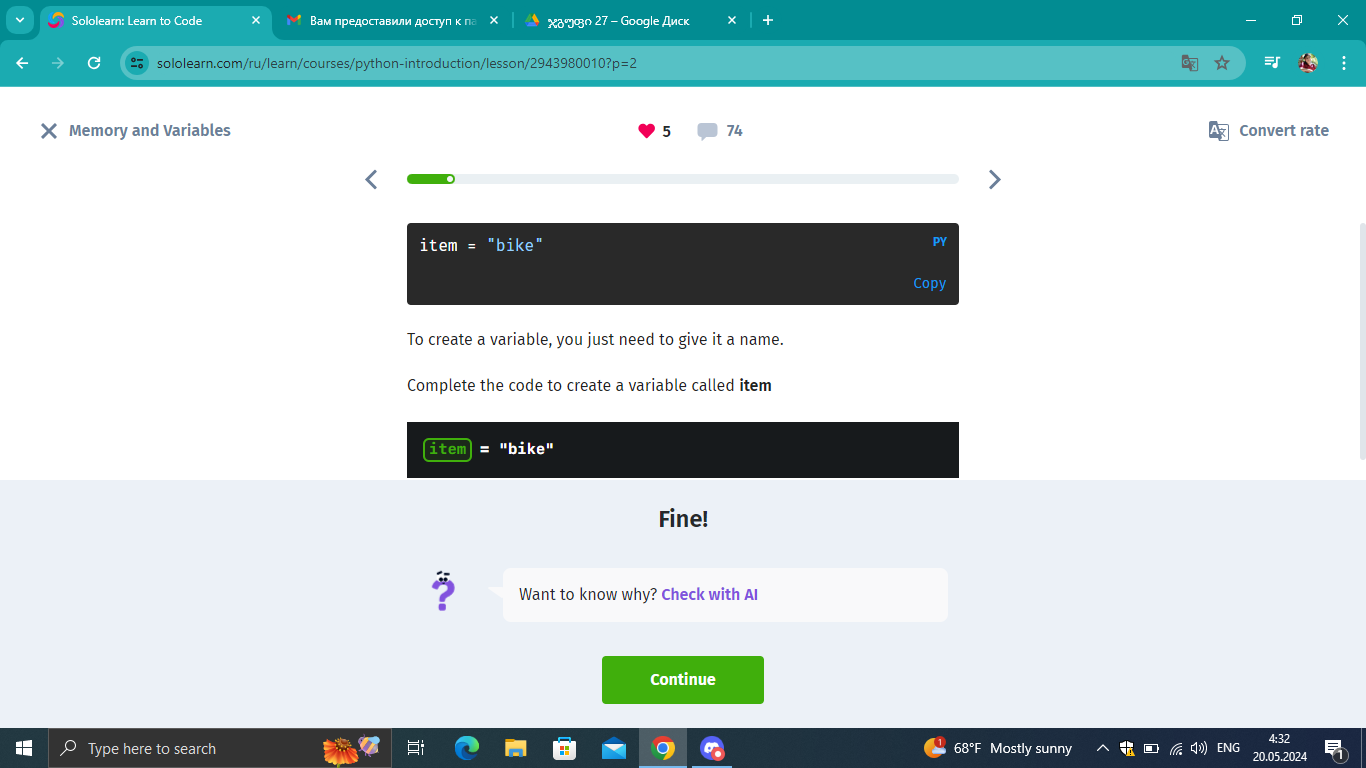 Sololearn: Learn to Code
Вам предоставили доступ к па
ჯგუფი 27 – Google Диск
sololearn.com/ru/learn/courses/python-introduction/lesson/2943980010?p=2
Memory and Variables
5
74
Convert rate
item = "bike"
PY
Copy
To create a variable, you just need to give it a name.
Complete the code to create a variable called item
item = "bike"
Fine!
Want to know why? Check with AI
Continue
Type here to search
1
68°F Mostly sunny
ENG
4:32
20.05.2024
1